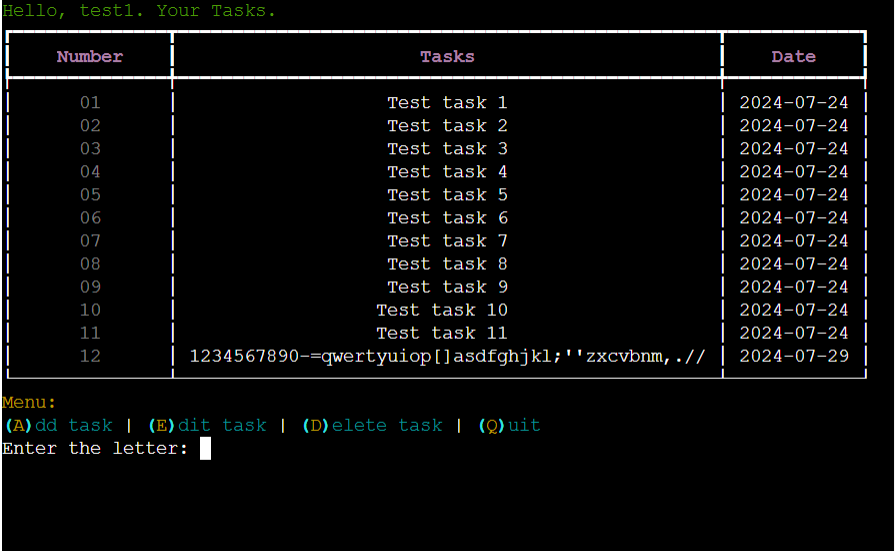 Hello, test1. Your Tasks.
Number Tasks Date
01 Test task 1 2024-07-24
02 Test task 2 2024-07-24
03 Test task 3 2024-07-24
04 Test task 4 2024-07-24
05 Test task 5 2024-07-24
06 Test task 6 2024-07-24
07 Test task 7 2024-07-24
08 Test task 8 2024-07-24
09 Test task 9 2024-07-24
10 Test task 10 2024-07-24
11 Test task 11 2024-07-24
12 1234567890-=qwertyuiop[]asdfghjkl;''zxcvbnm,.// 2024-07-29
Menu:
(A)dd task | (E)dit task | (D)elete task | (Q)uit
Enter the letter: